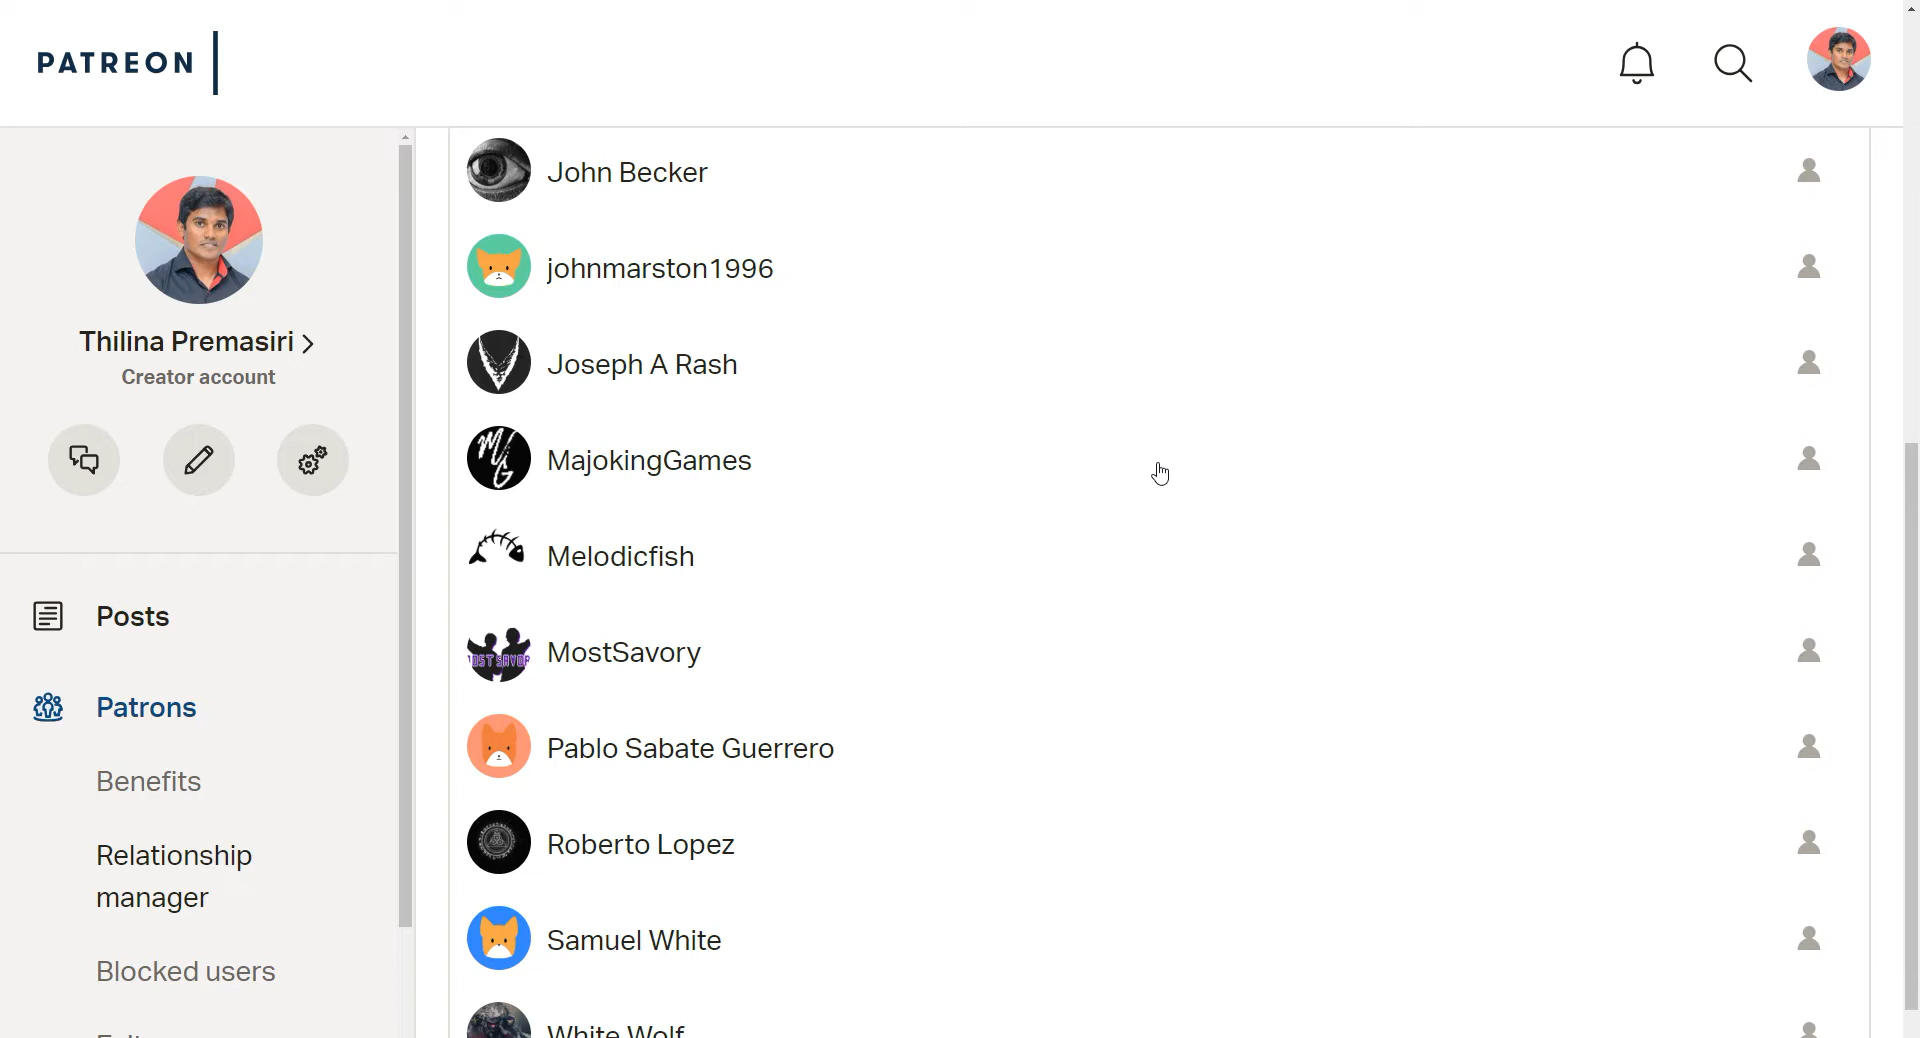 PATREON
Thilina Premasiri
Creator account
Posts
Patrons
Benefits
Relationship
manager
Blocked users
John Becker
johnmarston1996
Joseph A Rash
MajokingGames
Melodicfish
MostSavory
Pablo Sabate Guerrero
Roberto Lopez
Samuel White
White Wolf